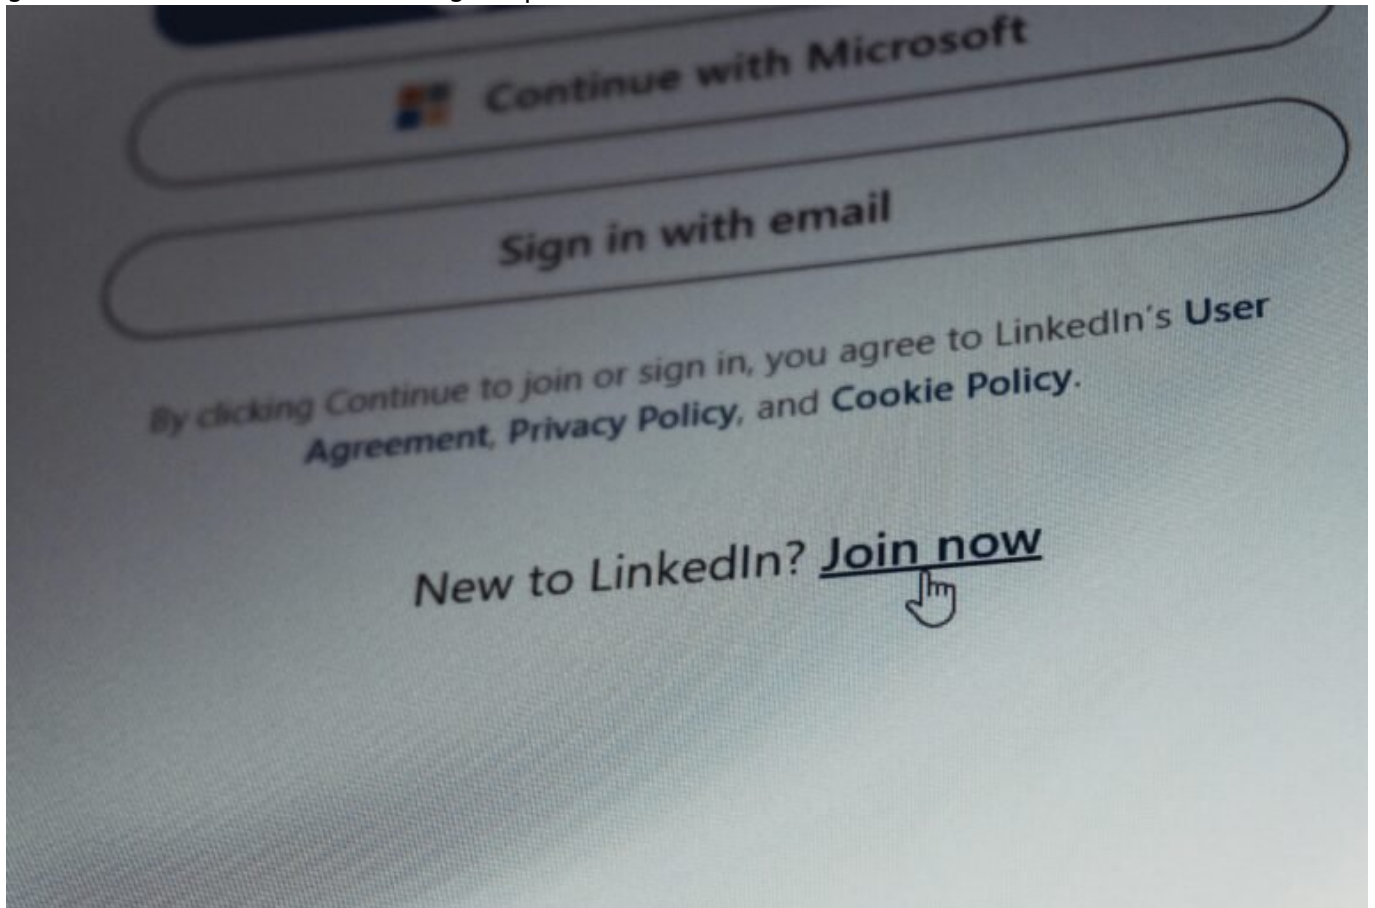 Continue with Microsoft
Sign in with email
By clicking Continue to join or sign in, you agree to LinkedIn's User
Agreement, Privacy Policy, and Cookie Policy.
New to LinkedIn? Join now